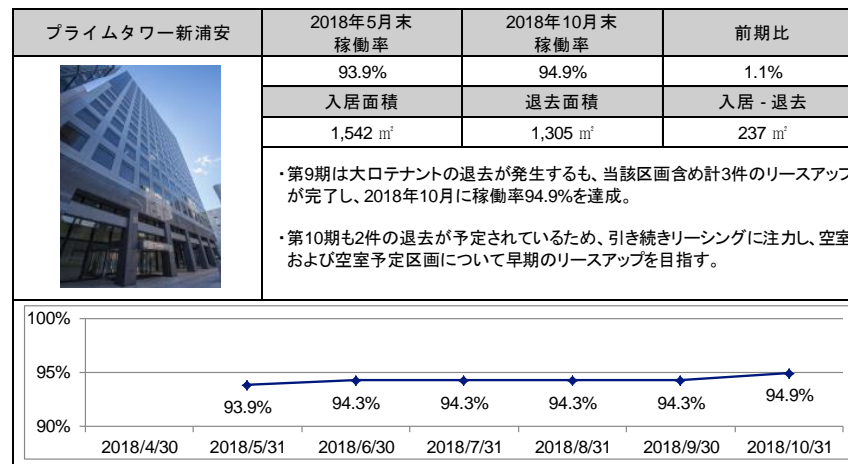 プライムタワー新浦安
2018年5月末
稼働率
2018年10月末
稼働率
前期比
93.9%
94.9%
1.1%
入居面積
退去面積
入居 - 退去
1,542 ㎡
1,305 ㎡
237 ㎡
・第9期は大口テナントの退去が発生するも、当該区画含め計3件のリースアップ
が完了し、2018年10月に稼働率94.9%を達成。
・第10期も2件の退去が予定されているため、引き続きリーシングに注力し、空室
および空室予定区画について早期のリースアップを目指す。
100%
95%
90%
93.9%
94.3%
94.3%
94.3%
94.3%
94.9%
2018/4/30
2018/5/31
2018/6/30
2018/7/31
2018/8/31
2018/9/30
2018/10/31